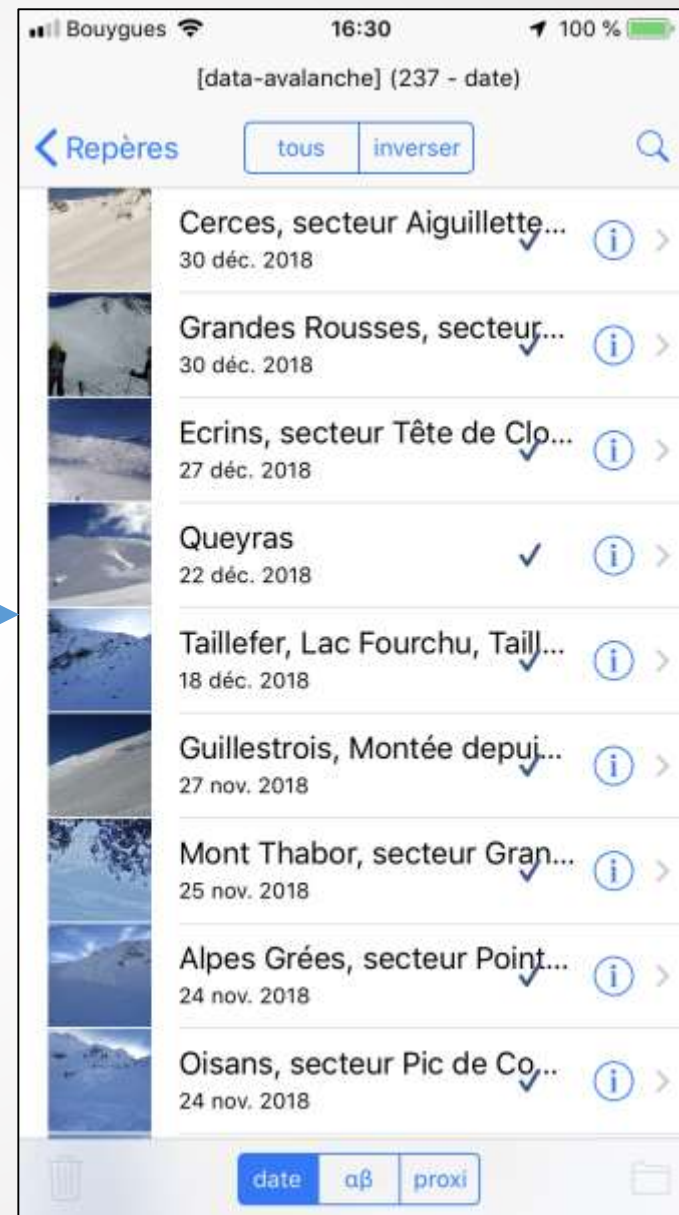 Bouygues 16:30 100 %
[data-avalanche] (237 - date)
Repères tous inverser
Cerces, secteur Aiguillette...
30 déc. 2018
Grandes Rousses, secteur...
30 déc. 2018
Ecrins, secteur Tête de Clo...
27 déc. 2018
Queyras
22 déc. 2018
Taillefer, Lac Fourchu, Taill...
18 déc. 2018
Guillestrois, Montée depui...
27 nov. 2018
Mont Thabor, secteur Gran...
25 nov. 2018
Alpes Grées, secteur Point...
24 nov. 2018
Oisans, secteur Pic de Co...
24 nov. 2018
date αβ proxi